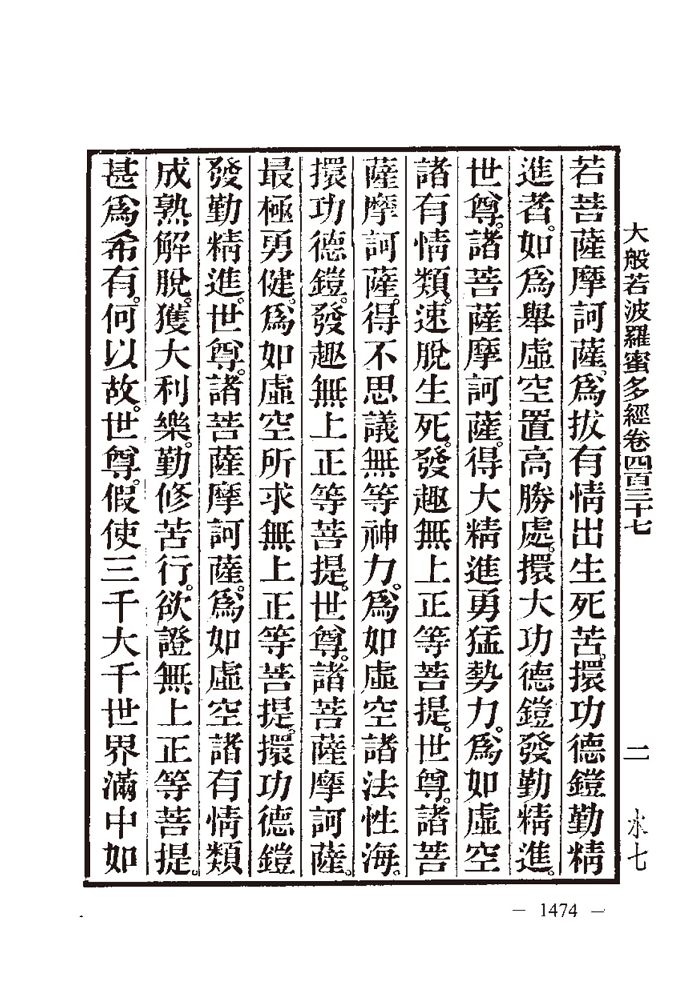 大般若波羅蜜多經卷四百三十七
二
水七
若菩薩摩訶薩。爲拔有情出生死苦。擐功德鎧勤精
進者。如爲舉虛空置高勝處。擐大功德鎧發勤精進。
世尊。諸菩薩摩訶薩。得大精進勇猛勢力。爲如虛空
諸有情類。速脫生死。發趣無上正等菩提。世尊。諸菩
薩摩訶薩。得不思議無等神力。爲如虛空諸法性海。
擐功德鎧。發趣無上正等菩提。世尊。諸菩薩摩訶薩。
最極勇健。爲如虛空所求無上正等菩提。擐功德鎧
發勤精進。世尊。諸菩薩摩訶薩。爲如虛空諸有情類
成熟解脫。獲大利樂。勤修苦行。欲證無上正等菩提。
甚爲希有。何以故。世尊。假使三千大千世界滿中如
— 1474 —